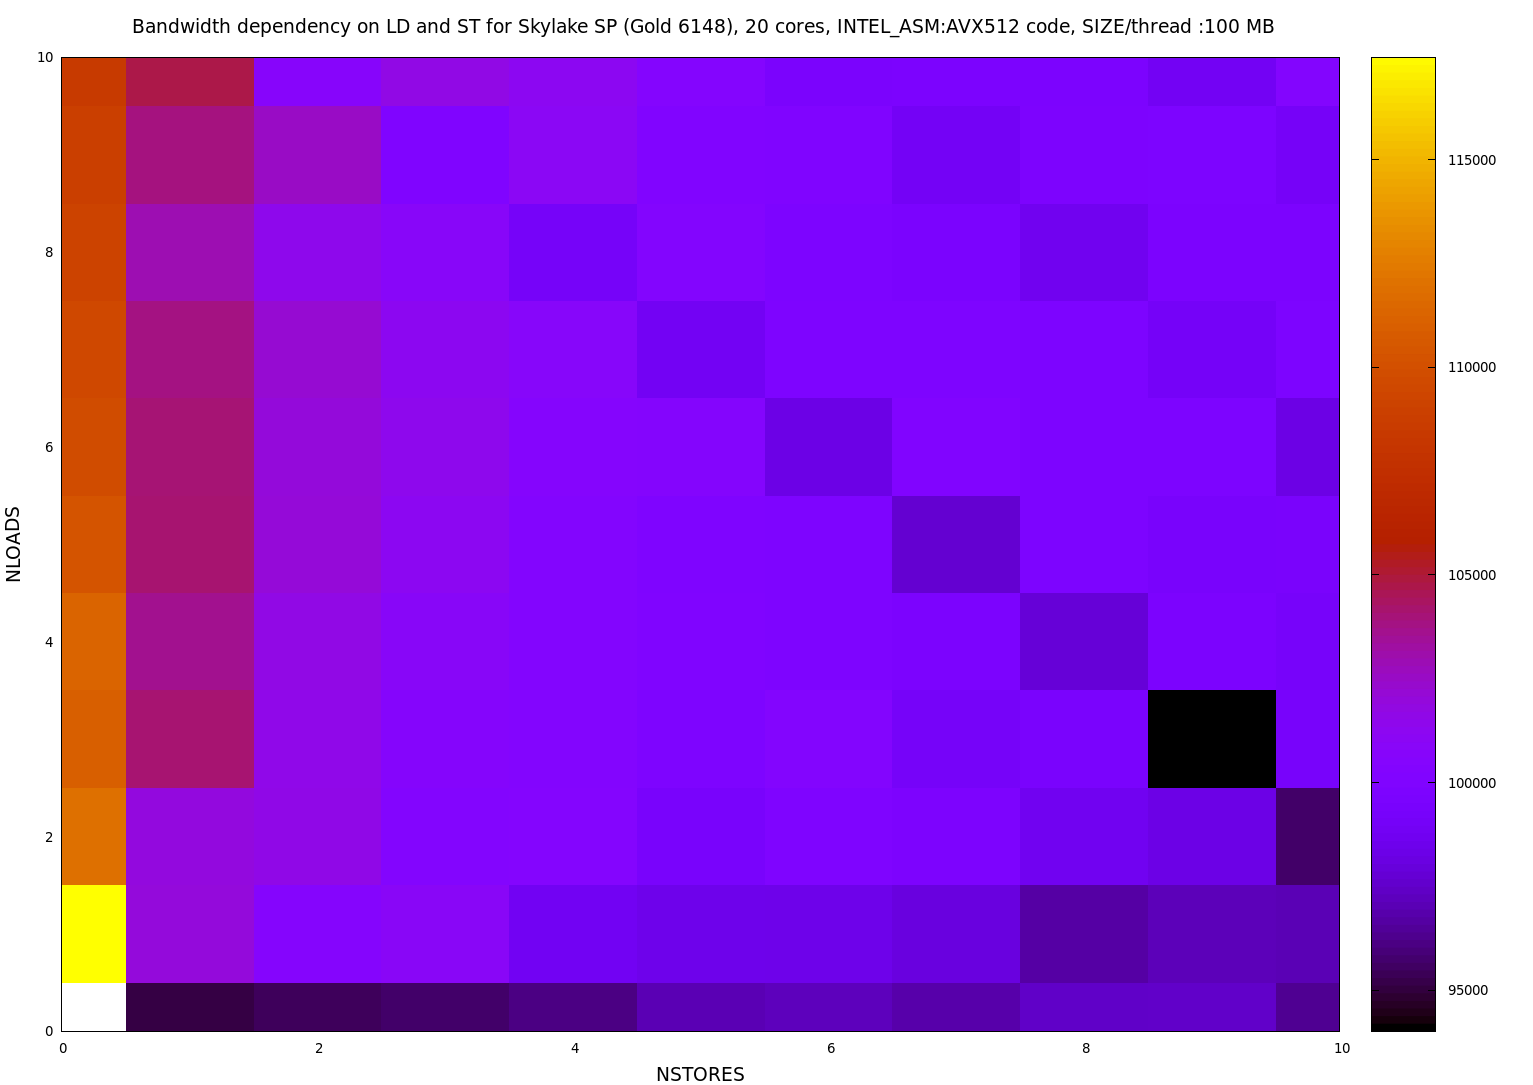 Bandwidth dependency on LD and ST for Skylake SP (Gold 6148), 20 cores, INTEL_ASM:AVX512 code, SIZE/thread :100 MB
10
8
6
4
2
0
NLOADS
0 2 4 6 8 10
NSTORES
115000
110000
105000
100000
95000